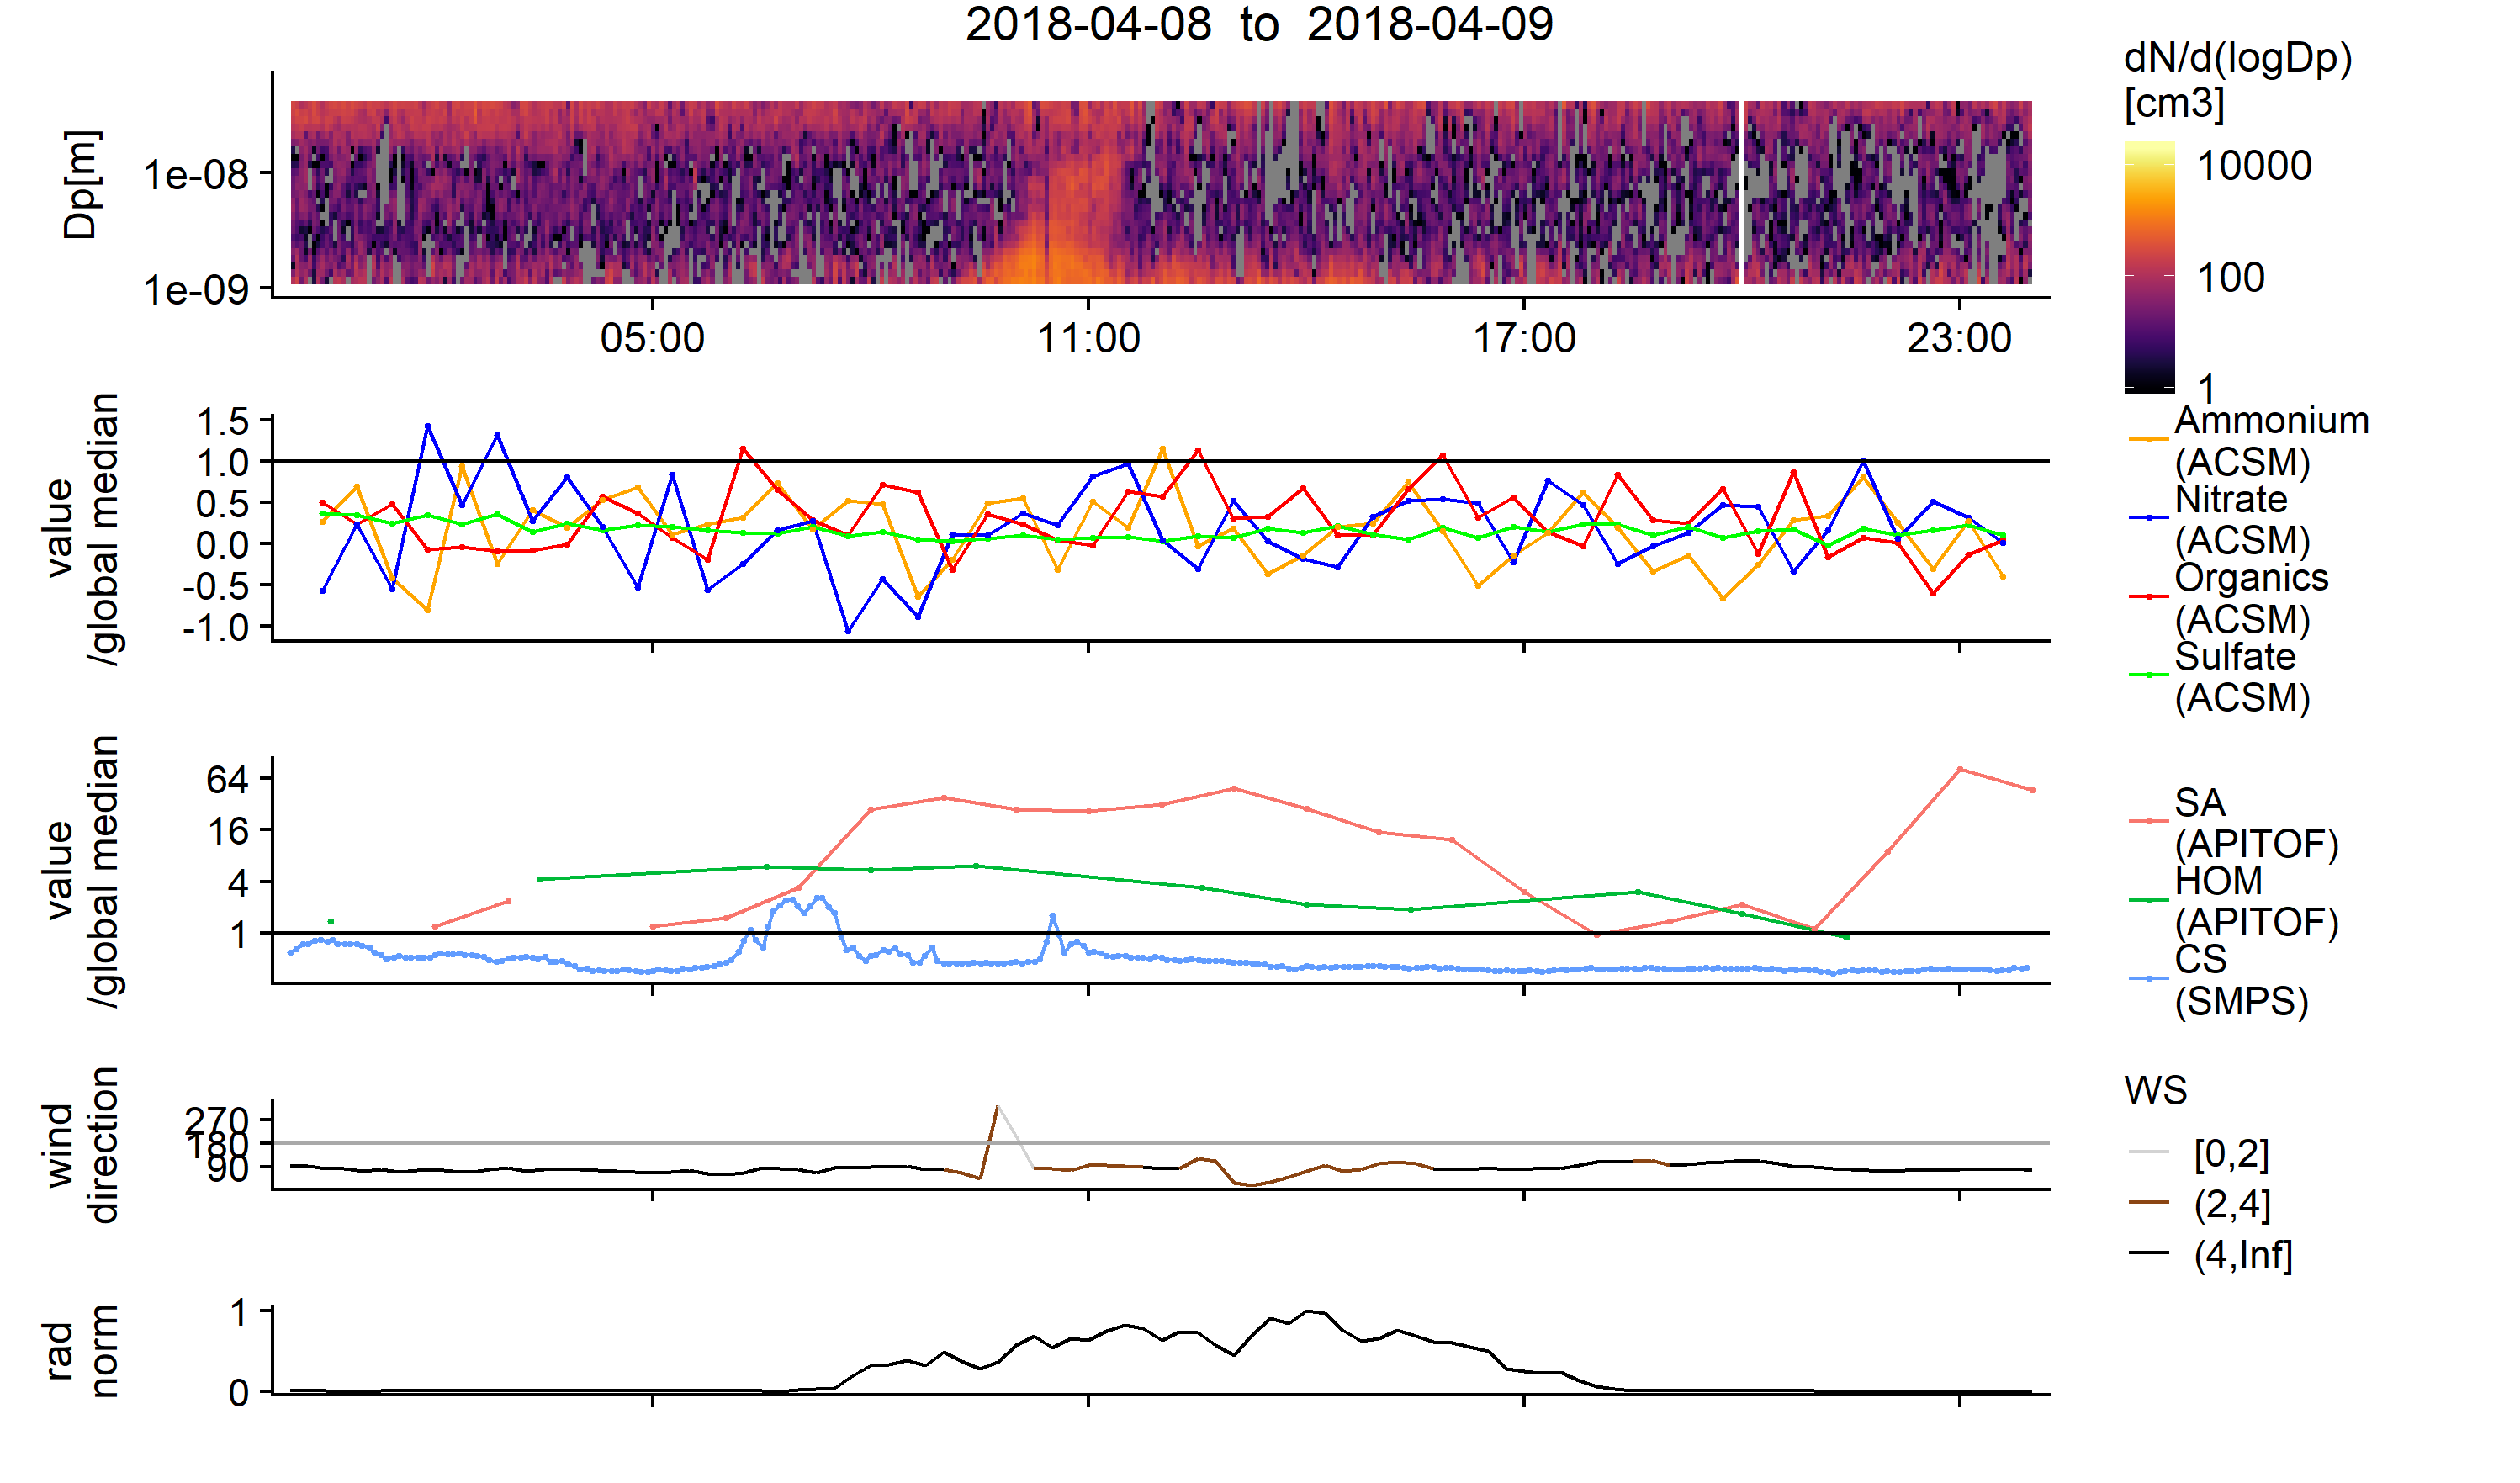 2018-04-08 to 2018-04-09
Dp[m]
1e-08
1e-09
05:00
11:00
17:00
23:00
dN/d(logDp)
[cm3]
10000
100
1
value
/global median
1.5
1.0
0.5
0.0
-0.5
-1.0
Ammonium
(ACSM)
Nitrate
(ACSM)
Organics
(ACSM)
Sulfate
(ACSM)
value
/global median
64
16
4
1
SA
(APITOF)
HOM
(APITOF)
CS
(SMPS)
wind
direction
270
180
90
WS
[0,2]
(2,4]
(4,Inf]
rad
norm
1
0